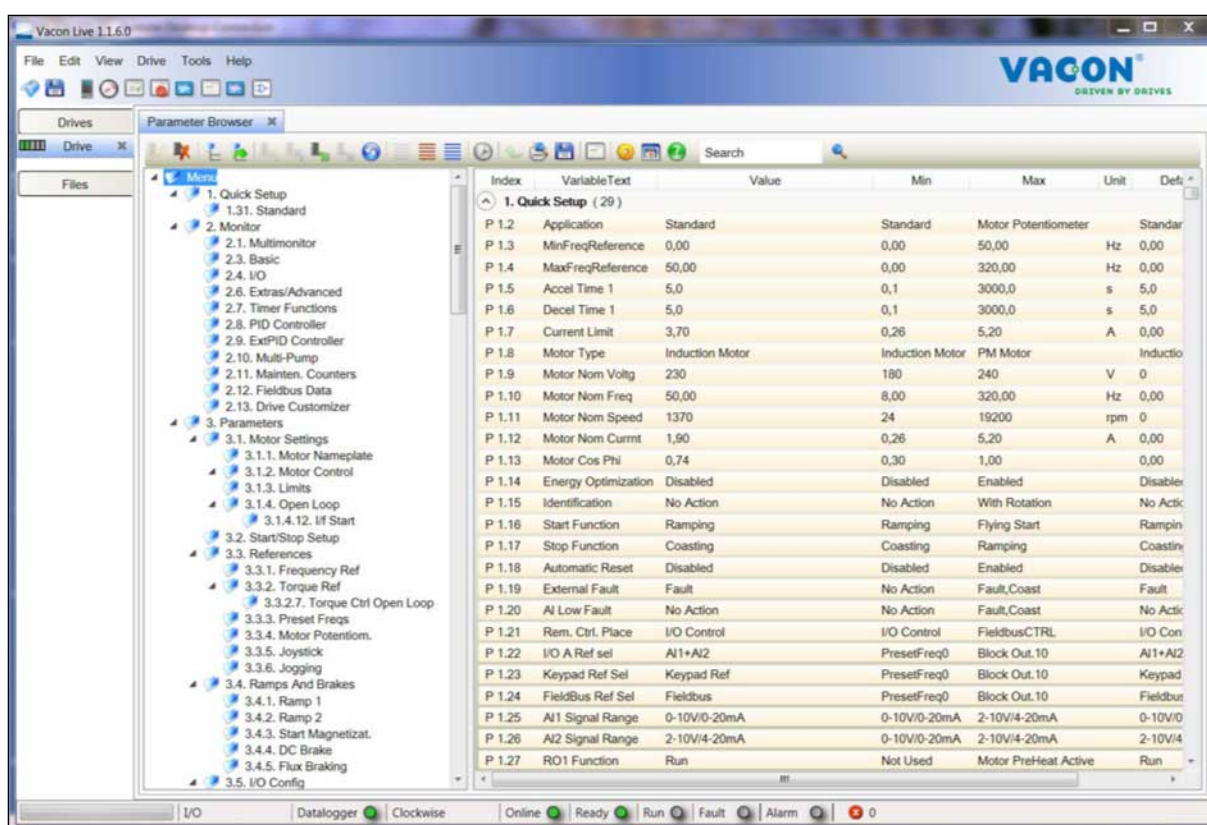 Vacon Live 1.1.6.0
File Edit View Drive Tools Help
VACON®
DRIVEN BY DRIVES
Drives
Drive
Files
Parameter Browser
Search
Menu
1. Quick Setup
1.31. Standard
2. Monitor
2.1. Multimonitor
2.3. Basic
2.4. I/O
2.6. Extras/Advanced
2.7. Timer Functions
2.8. PID Controller
2.9. ExtPID Controller
2.10. Multi-Pump
2.11. Mainten. Counters
2.12. Fieldbus Data
2.13. Drive Customizer
3. Parameters
3.1. Motor Settings
3.1.1. Motor Nameplate
3.1.2. Motor Control
3.1.3. Limits
3.1.4. Open Loop
3.1.4.12. I/f Start
3.2. Start/Stop Setup
3.3. References
3.3.1. Frequency Ref
3.3.2. Torque Ref
3.3.2.7. Torque Ctrl Open Loop
3.3.3. Preset Freqs
3.3.4. Motor Potentiom.
3.3.5. Joystick
3.3.6. Jogging
3.4. Ramps And Brakes
3.4.1. Ramp 1
3.4.2. Ramp 2
3.4.3. Start Magnetizat.
3.4.4. DC Brake
3.4.5. Flux Braking
3.5. I/O Config
Index VariableText Value Min Max Unit Defa
1. Quick Setup (29)
P 1.2 Application Standard Standard Motor Potentiometer Standar
P 1.3 MinFreqReference 0,00 0,00 50,00 Hz 0,00
P 1.4 MaxFreqReference 50,00 0,00 320,00 Hz 0,00
P 1.5 Accel Time 1 5,0 0,1 3000,0 s 5,0
P 1.6 Decel Time 1 5,0 0,1 3000,0 s 5,0
P 1.7 Current Limit 3,70 0,26 5,20 A 0,00
P 1.8 Motor Type Induction Motor Induction Motor PM Motor Inductio
P 1.9 Motor Nom Voltg 230 180 240 V 0
P 1.10 Motor Nom Freq 50,00 8,00 320,00 Hz 0,00
P 1.11 Motor Nom Speed 1370 24 19200 rpm 0
P 1.12 Motor Nom Currnt 1,90 0,26 5,20 A 0,00
P 1.13 Motor Cos Phi 0,74 0,30 1,00 0,00
P 1.14 Energy Optimization Disabled Disabled Enabled Disable
P 1.15 Identification No Action No Action With Rotation No Actio
P 1.16 Start Function Ramping Ramping Flying Start Rampin
P 1.17 Stop Function Coasting Coasting Ramping Coastin
P 1.18 Automatic Reset Disabled Disabled Enabled Disable
P 1.19 External Fault Fault No Action Fault,Coast Fault
P 1.20 AI Low Fault No Action No Action Fault,Coast No Actio
P 1.21 Rem. Ctrl. Place I/O Control I/O Control FieldbusCTRL I/O Con
P 1.22 I/O A Ref sel AI1+AI2 PresetFreq0 Block Out.10 AI1+AI2
P 1.23 Keypad Ref Sel Keypad Ref PresetFreq0 Block Out.10 Keypad
P 1.24 FieldBus Ref Sel Fieldbus PresetFreq0 Block Out.10 Fieldbus
P 1.25 AI1 Signal Range 0-10V/0-20mA 0-10V/0-20mA 2-10V/4-20mA 0-10V/0
P 1.26 AI2 Signal Range 2-10V/4-20mA 0-10V/0-20mA 2-10V/4-20mA 2-10V/4
P 1.27 RO1 Function Run Not Used Motor PreHeat Active Run
I/O Datalogger Clockwise Online Ready Run Fault Alarm 0